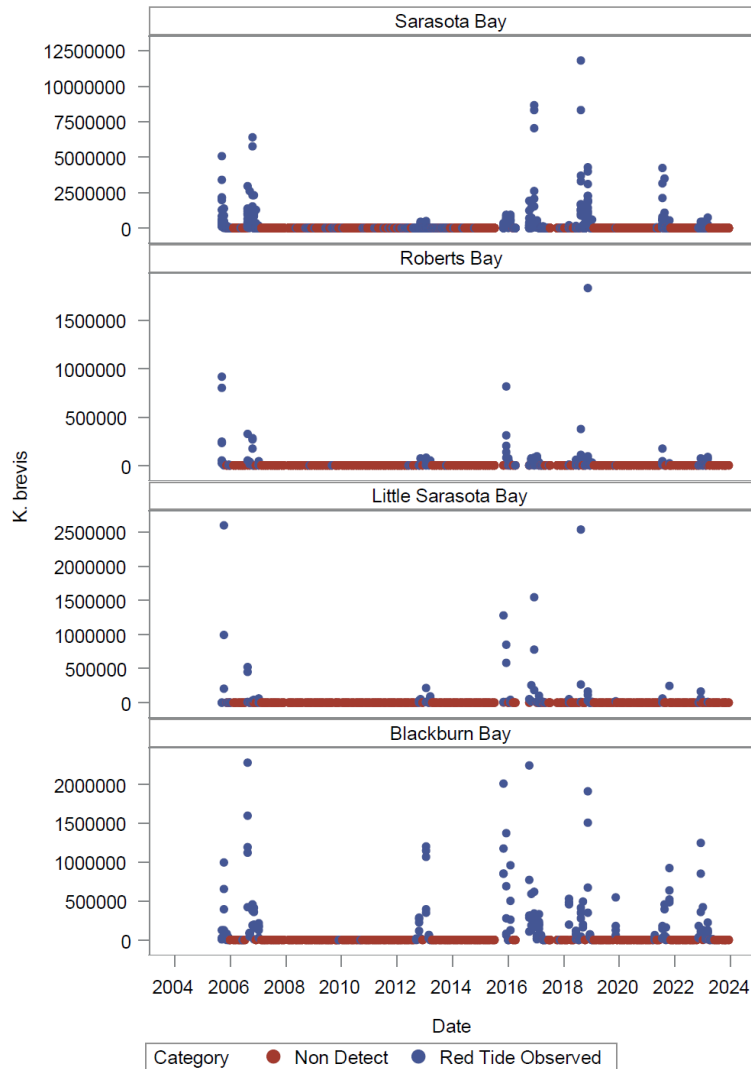 Sarasota Bay
12500000
10000000
7500000
5000000
2500000
0
Roberts Bay
1500000
1000000
500000
0
Little Sarasota Bay
2500000
2000000
1500000
1000000
500000
0
Blackburn Bay
2000000
1500000
1000000
500000
0
K. brevis
2004 2006 2008 2010 2012 2014 2016 2018 2020 2022 2024
Date
Category Non Detect Red Tide Observed